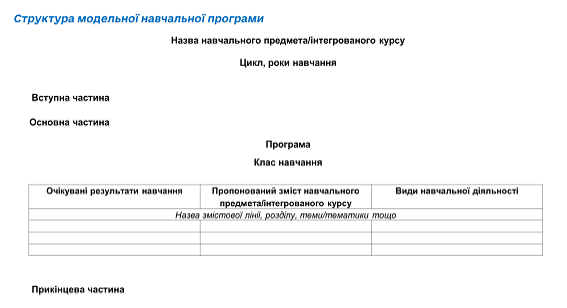 Структура модельної навчальної програми
Назва навчального предмета/інтегрованого курсу
Цикл, роки навчання
Вступна частина
Основна частина
Програма
Клас навчання
Очікувані результати навчання
Пропонований зміст навчального
предмета/інтегрованого курсу
Види навчальної діяльності
Назва змістової лінії, розділу, теми/тематики тощо
Прикінцева частина